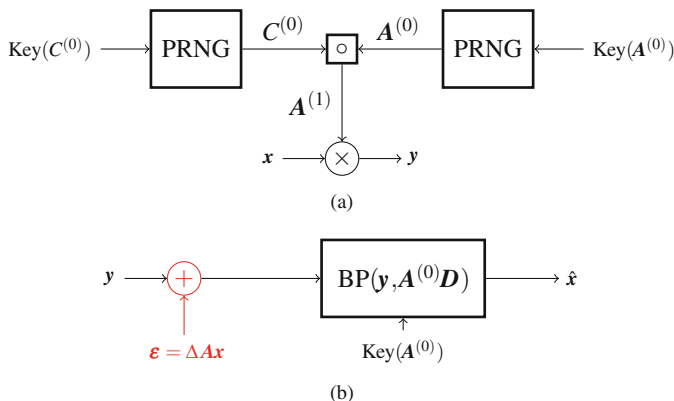 Key(C^(0)) PRNG C^(0) ∘ A^(0) PRNG Key(A^(0))
A^(1)
x × y
(a)
y + BP(y,A^(0)D) x̂
ε = ΔAx Key(A^(0))
(b)